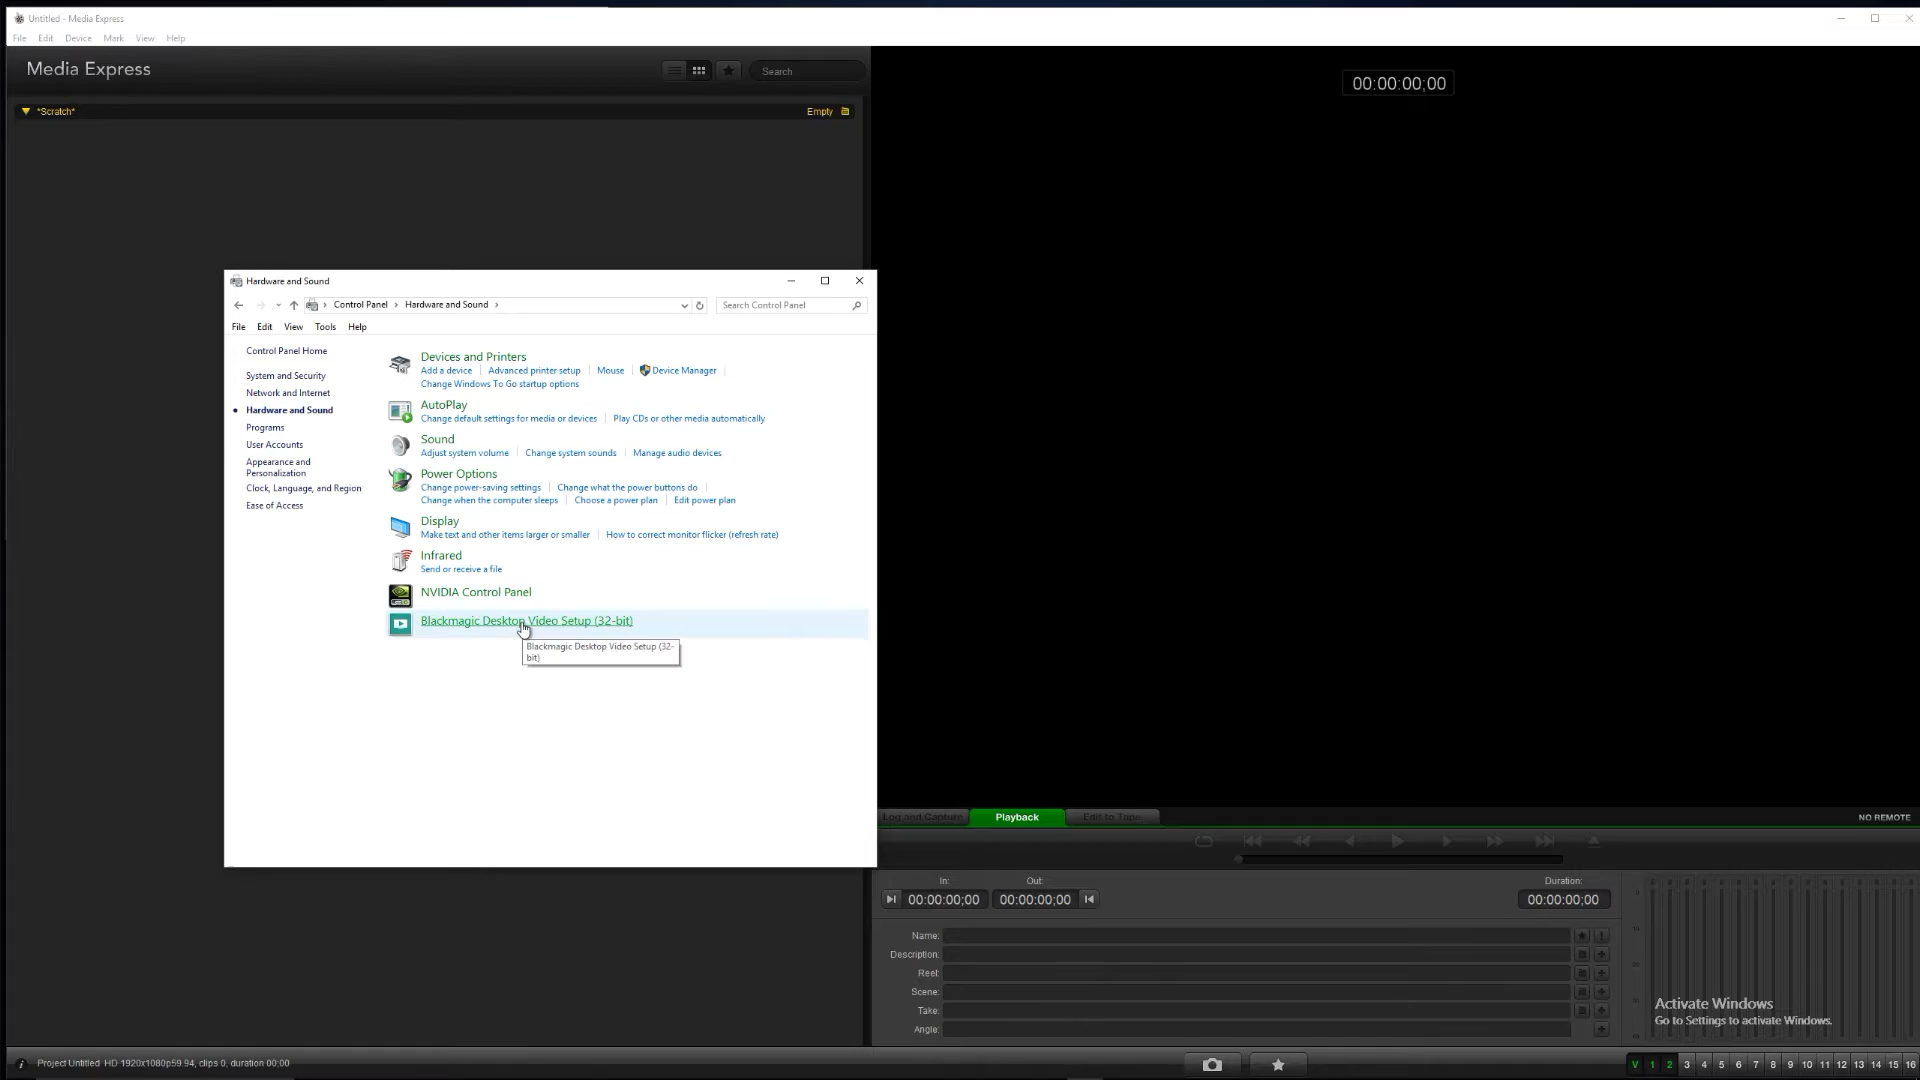 Untitled - Media Express
File Edit Device Mark View Help
Media Express
Search
00:00:00;00
*Scratch*
Empty
Hardware and Sound
Control Panel Hardware and Sound
Search Control Panel
File Edit View Tools Help
Control Panel Home
System and Security
Network and Internet
Hardware and Sound
Programs
User Accounts
Appearance and
Personalization
Clock, Language, and Region
Ease of Access
Devices and Printers
Add a device Advanced printer setup Mouse Device Manager
Change Windows To Go startup options
AutoPlay
Change default settings for media or devices Play CDs or other media automatically
Sound
Adjust system volume Change system sounds Manage audio devices
Power Options
Change power-saving settings Change what the power buttons do
Change when the computer sleeps Choose a power plan Edit power plan
Display
Make text and other items larger or smaller How to correct monitor flicker (refresh rate)
Infrared
Send or receive a file
NVIDIA Control Panel
Blackmagic Desktop Video Setup (32-bit)
Blackmagic Desktop Video Setup (32-
bit)
Log and Capture Playback Edit to Tape
NO REMOTE
In: Out: Duration:
00:00:00;00 00:00:00;00 00:00:00;00
Name:
Description:
Reel:
Scene:
Take:
Angle:
Activate Windows
Go to Settings to activate Windows.
Project Untitled HD 1920x1080p59.94, clips 0, duration 00;00
V 1 2 3 4 5 6 7 8 9 10 11 12 13 14 15 16